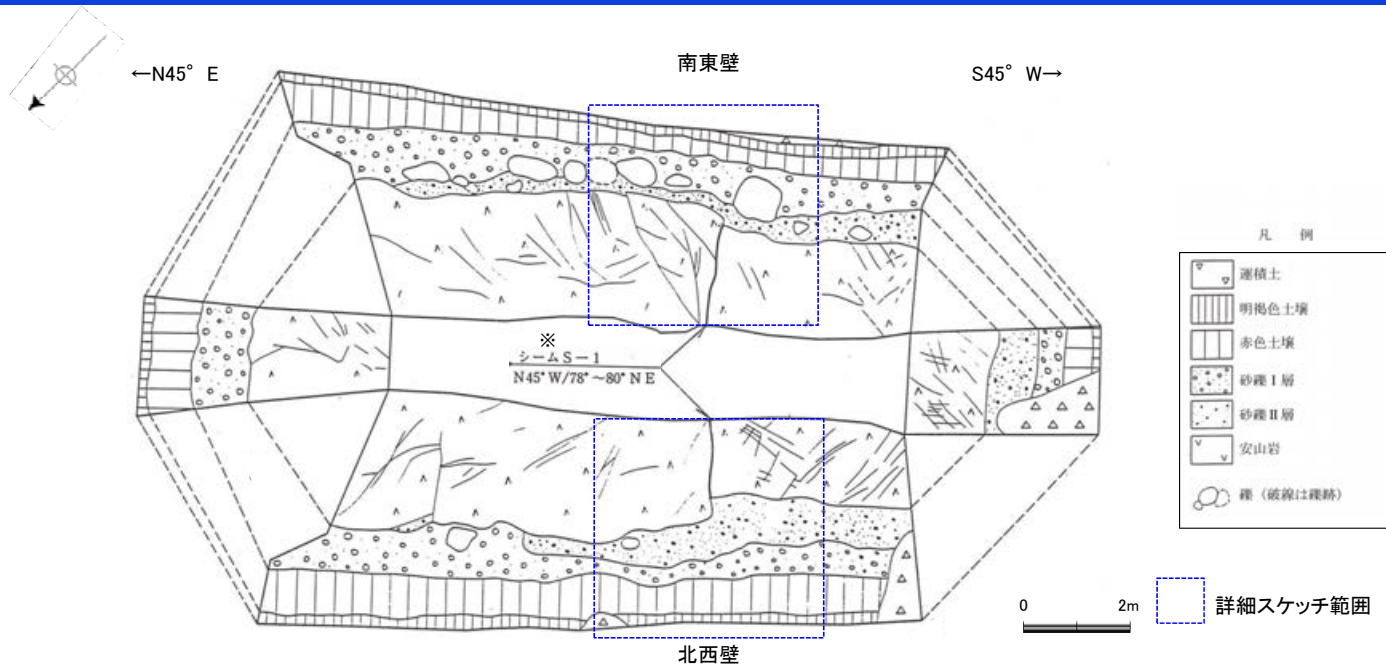 ←N45° E
南東壁
S45° W→
※
シームS-1
N45°W/78°~80°NE
凡 例
運積土
明褐色土壌
赤色土壌
砂礫Ⅰ層
砂礫Ⅱ層
安山岩
礫（破線は礫跡）
0 2m
詳細スケッチ範囲
北西壁